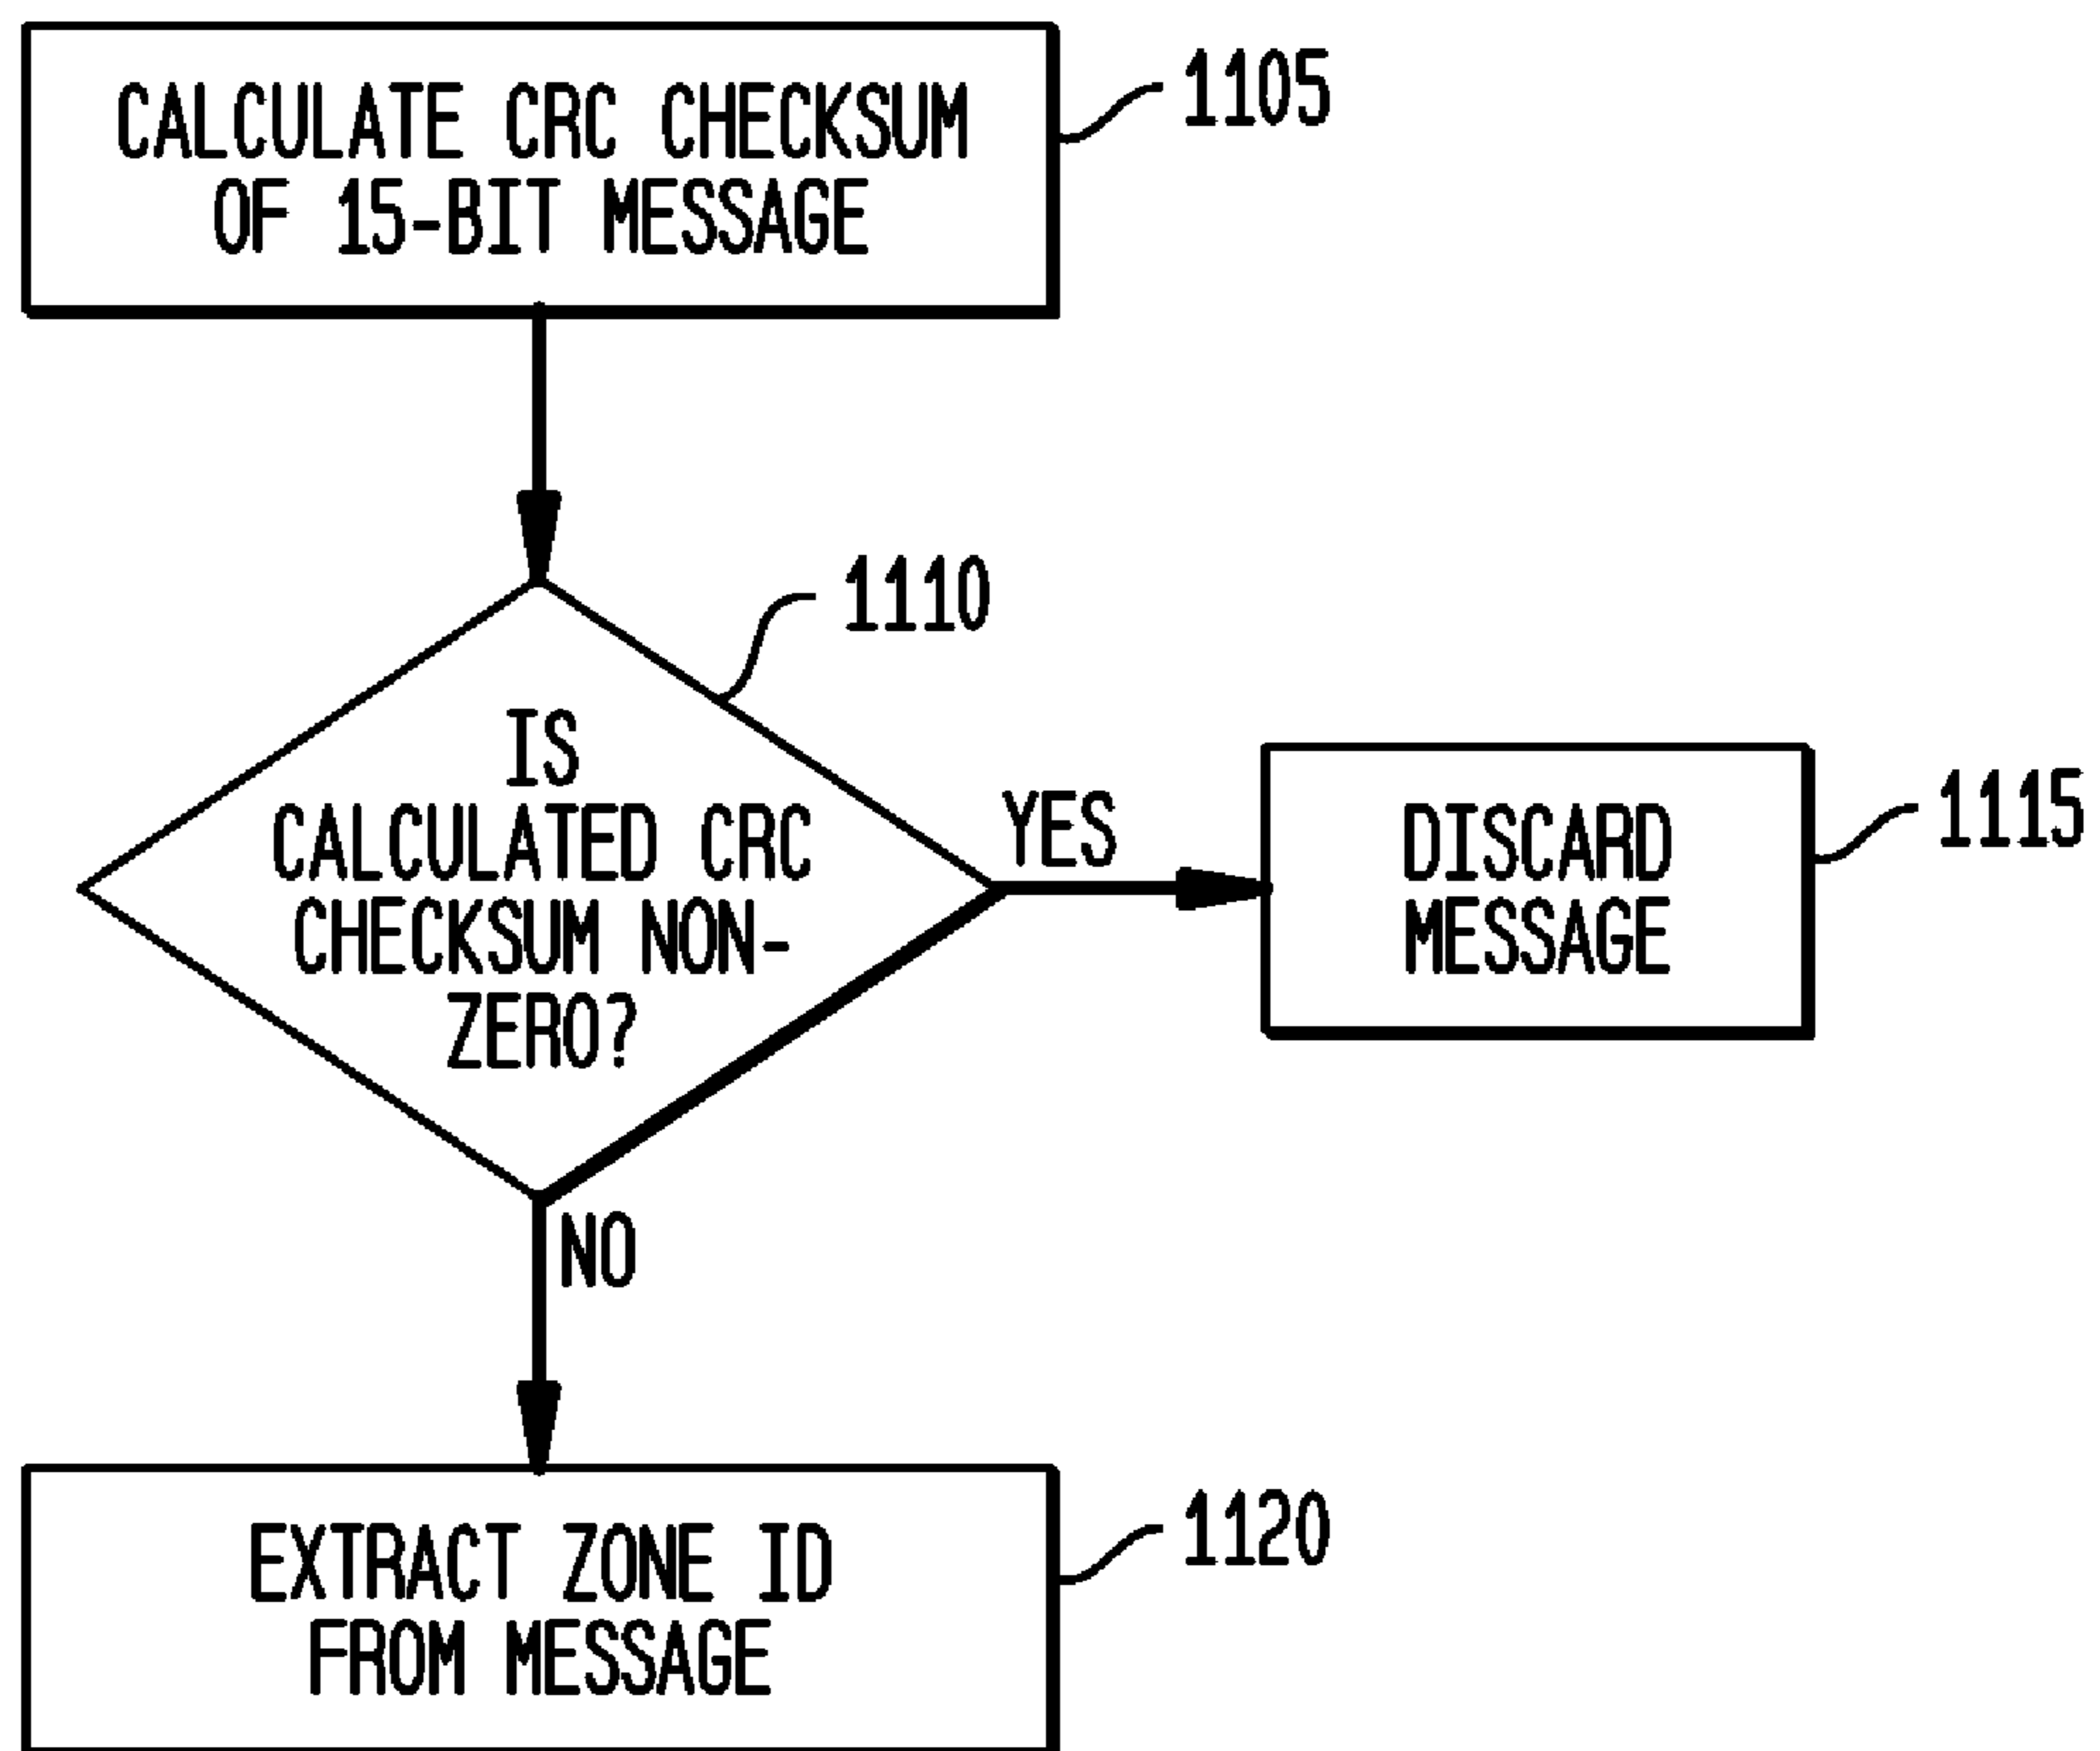 CALCULATE CRC CHECKSUM
OF 15-BIT MESSAGE
1105
1110
IS
CALCULATED CRC
CHECKSUM NON-
ZERO?
YES
DISCARD
MESSAGE
1115
NO
EXTRACT ZONE ID
FROM MESSAGE
1120